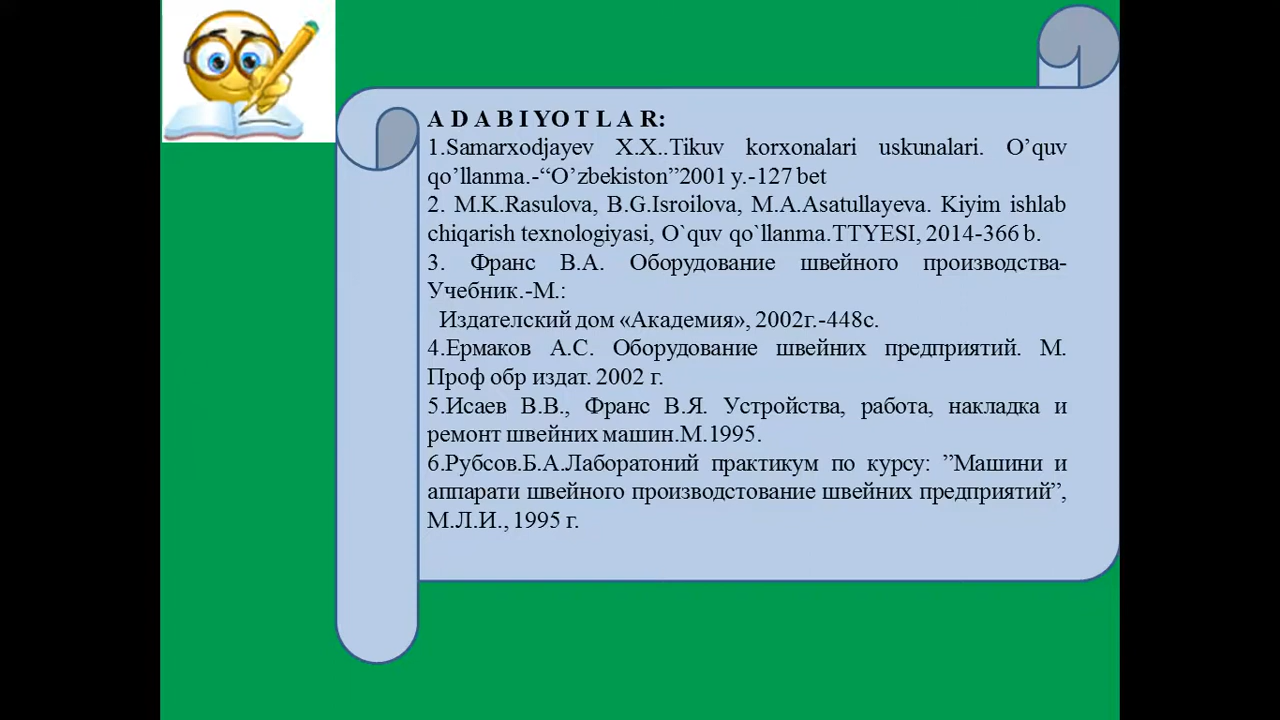 A D A B I YO T L A R:
1.Samarxodjayev X.X..Tikuv korxonalari uskunalari. O’quv
qo’llanma.-“O’zbekiston”2001 y.-127 bet
2. M.K.Rasulova, B.G.Isroilova, M.A.Asatullayeva. Kiyim ishlab
chiqarish texnologiyasi, O`quv qo`llanma.TTYESI, 2014-366 b.
3. Франс В.А. Оборудование швейного производства-
Учебник.-М.:
Издателский дом «Академия», 2002г.-448с.
4.Ермаков А.С. Оборудование швейних предприятий. М.
Проф обр издат. 2002 г.
5.Исаев В.В., Франс В.Я. Устройства, работа, накладка и
ремонт швейних машин.М.1995.
6.Рубсов.Б.А.Лаборатоний практикум по курсу: ”Машини и
аппарати швейного производстование швейних предприятий”,
М.Л.И., 1995 г.